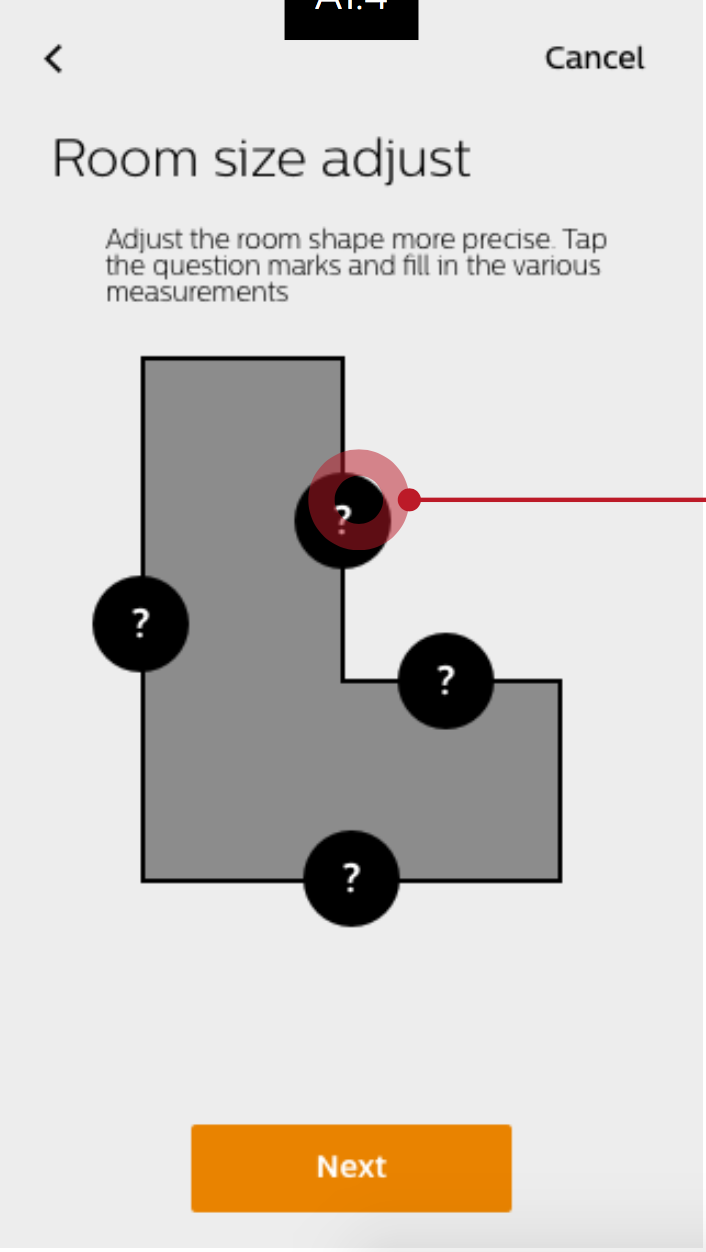 A1.4
Cancel
Room size adjust
Adjust the room shape more precise. Tap
the question marks and fill in the various
measurements
?
?
?
?
Next